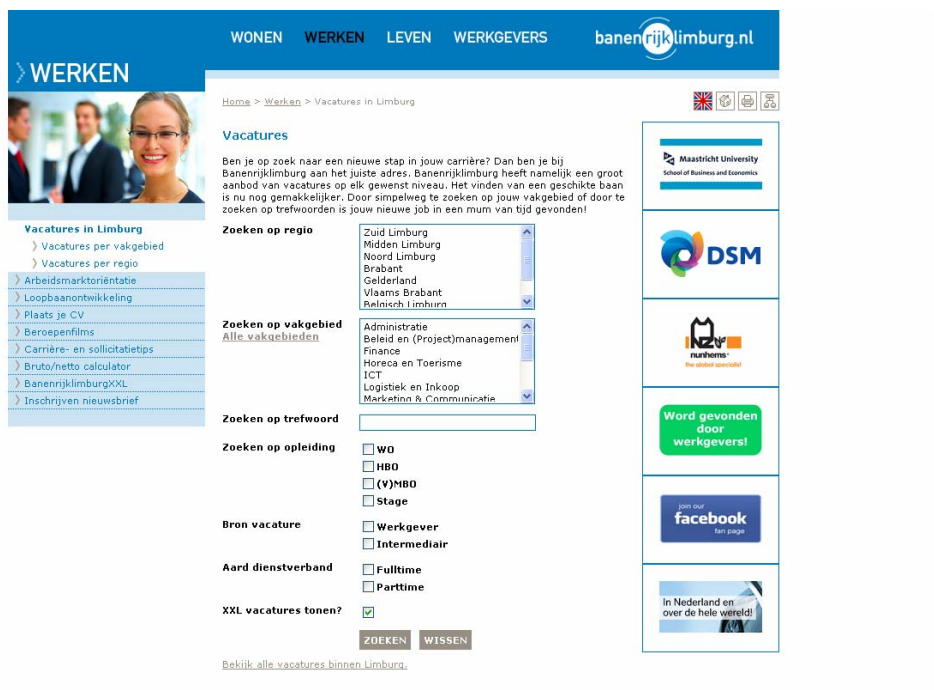 WONEN WERKEN LEVEN WERKGEVERS
banenrijklimburg.nl
WERKEN
Home > Werken > Vacatures in Limburg
Vacatures
Ben je op zoek naar een nieuwe stap in jouw carrière? Dan ben je bij
Banenrijklimburg aan het juiste adres. Banenrijklimburg heeft namelijk een groot
aanbod van vacatures op elk gewenst niveau. Het vinden van een geschikte baan
is nu nog gemakkelijker. Door simpelweg te zoeken op jouw vakgebied of door te
zoeken op trefwoorden is jouw nieuwe job in een mum van tijd gevonden!
Vacatures in Limburg
Vacatures per vakgebied
Vacatures per regio
Arbeidsmarktoriëntatie
Loopbaanontwikkeling
Plaats je CV
Beroepenfilms
Carrière- en sollicitatietips
Bruto/netto calculator
BanenrijklimburgXXL
Inschrijven nieuwsbrief
Zoeken op regio
Zuid Limburg
Midden Limburg
Noord Limburg
Brabant
Gelderland
Vlaams Brabant
Belgisch Limburg
Zoeken op vakgebied
Alle vakgebieden
Administratie
Beleid en (Project)management
Finance
Horeca en Toerisme
ICT
Logistiek en Inkoop
Marketing & Communicatie
Zoeken op trefwoord
Zoeken op opleiding
WO
HBO
(V)MBO
Stage
Bron vacature
Werkgever
Intermediair
Aard dienstverband
Fulltime
Parttime
XXL vacatures tonen?
ZOEKEN WISSEN
Bekijk alle vacatures binnen Limburg.
Maastricht University
School of Business and Economics
DSM
nunhems
the global specialist
Word gevonden
door
werkgevers!
join our
facebook
fan page
In Nederland en
over de hele wereld!